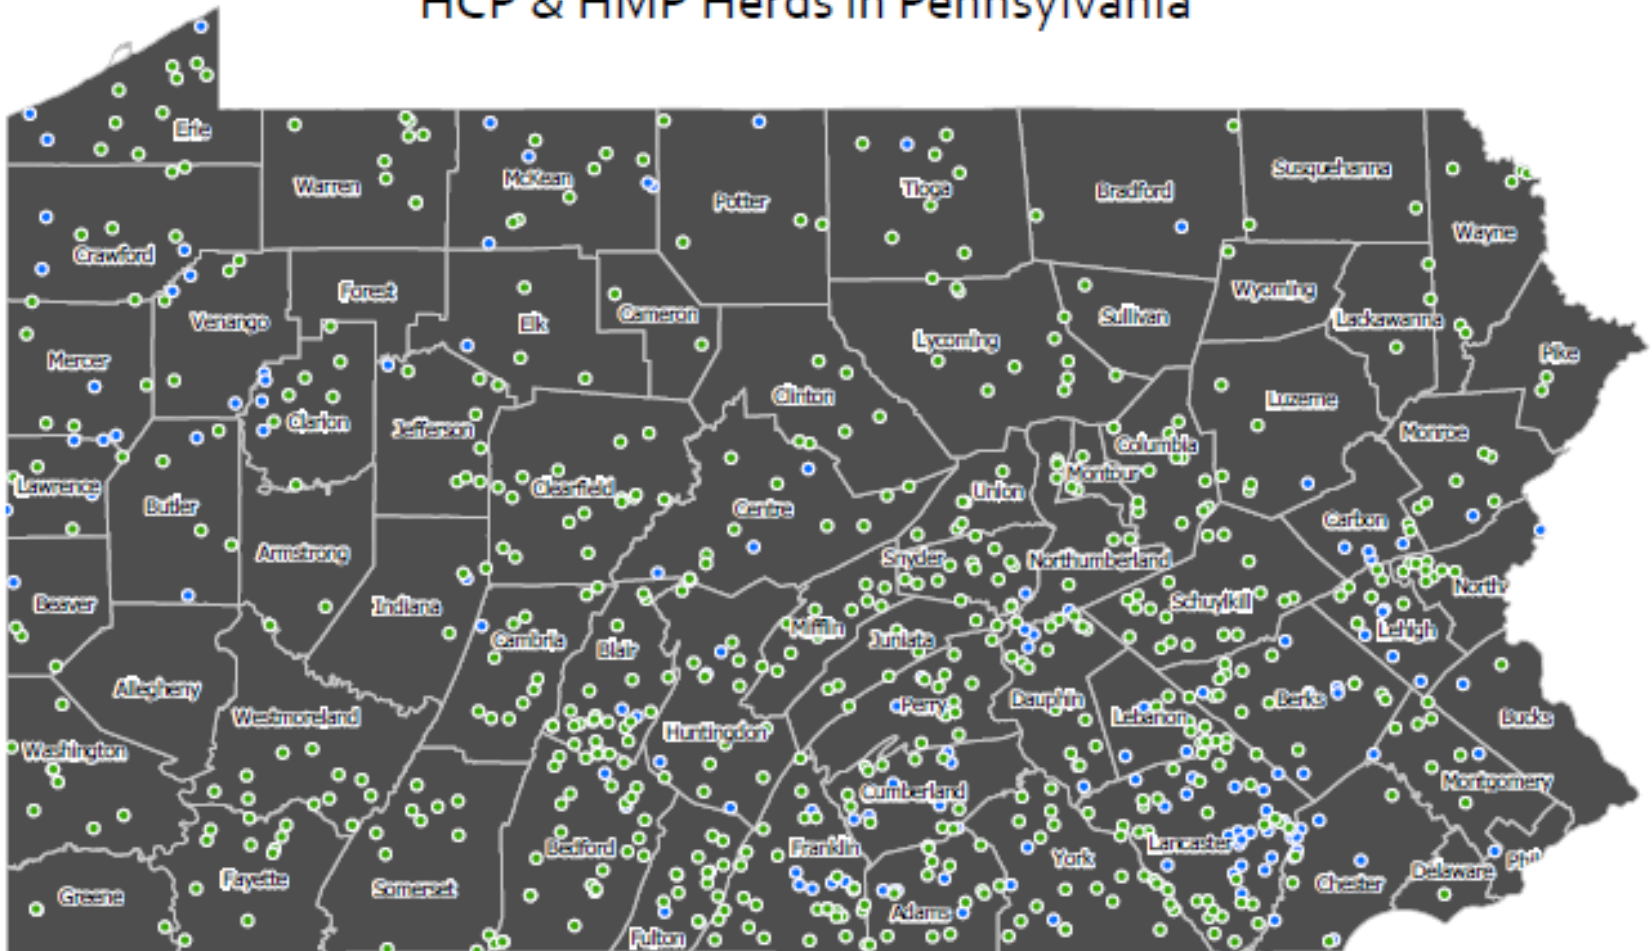 HCP & HMP Herds in Pennsylvania
Erie
Warren
McKean
Potter
Tioga
Bradford
Susquehanna
Wayne
Crawford
Forest
Venango
Elk
Cameron
Lycoming
Sullivan
Wyoming
Lackawanna
Pike
Mercer
Clarion
Jefferson
Clinton
Luzerne
Columbia
Montour
Monroe
Lawrence
Butler
Clearfield
Centre
Union
Carbon
Armstrong
Snyder
Northumberland
North
Beaver
Indiana
Cambria
Blair
Mifflin
Juniata
Schuylkill
Lehigh
Allegheny
Westmoreland
Huntingdon
Perry
Dauphin
Lebanon
Berks
Bucks
Washington
Cumberland
Montgomery
Bedford
Franklin
York
Lancaster
Greene
Fayette
Somerset
Fulton
Adams
Chester
Delaware
Phil